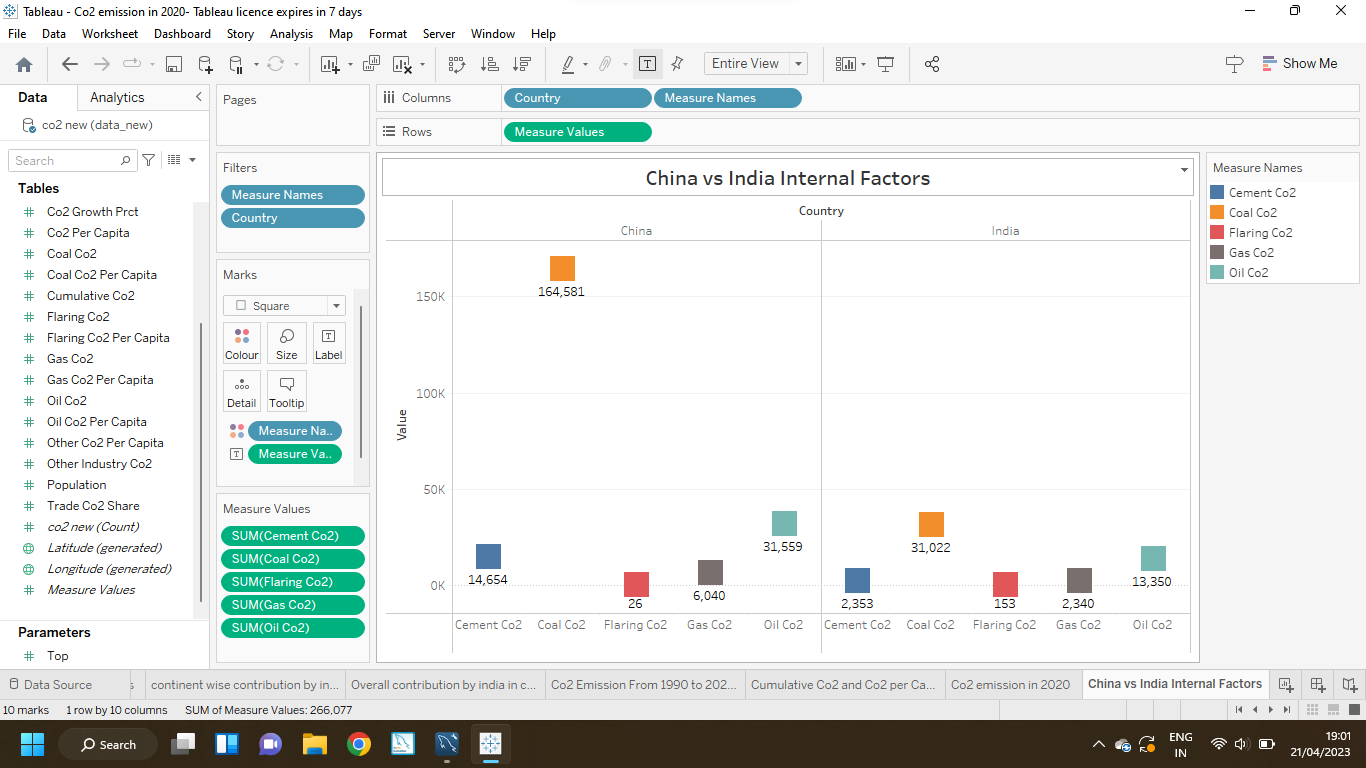 Tableau - Co2 emission in 2020- Tableau licence expires in 7 days
File Data Worksheet Dashboard Story Analysis Map Format Server Window Help
Entire View
Show Me
Data Analytics
co2 new (data_new)
Search
Tables
Co2 Growth Prct
Co2 Per Capita
Coal Co2
Coal Co2 Per Capita
Cumulative Co2
Flaring Co2
Flaring Co2 Per Capita
Gas Co2
Gas Co2 Per Capita
Oil Co2
Oil Co2 Per Capita
Other Co2 Per Capita
Other Industry Co2
Population
Trade Co2 Share
co2 new (Count)
Latitude (generated)
Longitude (generated)
Measure Values
Parameters
Top
Pages
Filters
Measure Names
Country
Marks
Square
Colour Size Label
Detail Tooltip
Measure Na..
Measure Va..
Measure Values
SUM(Cement Co2)
SUM(Coal Co2)
SUM(Flaring Co2)
SUM(Gas Co2)
SUM(Oil Co2)
Columns Country Measure Names
Rows Measure Values
China vs India Internal Factors
Country
China India
150K
100K
50K
0K
Value
164,581
14,654
26
6,040
31,559
31,022
2,353
153
2,340
13,350
Cement Co2 Coal Co2 Flaring Co2 Gas Co2 Oil Co2 Cement Co2 Coal Co2 Flaring Co2 Gas Co2 Oil Co2
Measure Names
Cement Co2
Coal Co2
Flaring Co2
Gas Co2
Oil Co2
Data Source s continent wise contribution by in... Overall contribution by india in c... Co2 Emission From 1990 to 202... Cumulative Co2 and Co2 per Ca... Co2 emission in 2020 China vs India Internal Factors
10 marks 1 row by 10 columns SUM of Measure Values: 266,077
Search
ENG
IN
19:01
21/04/2023